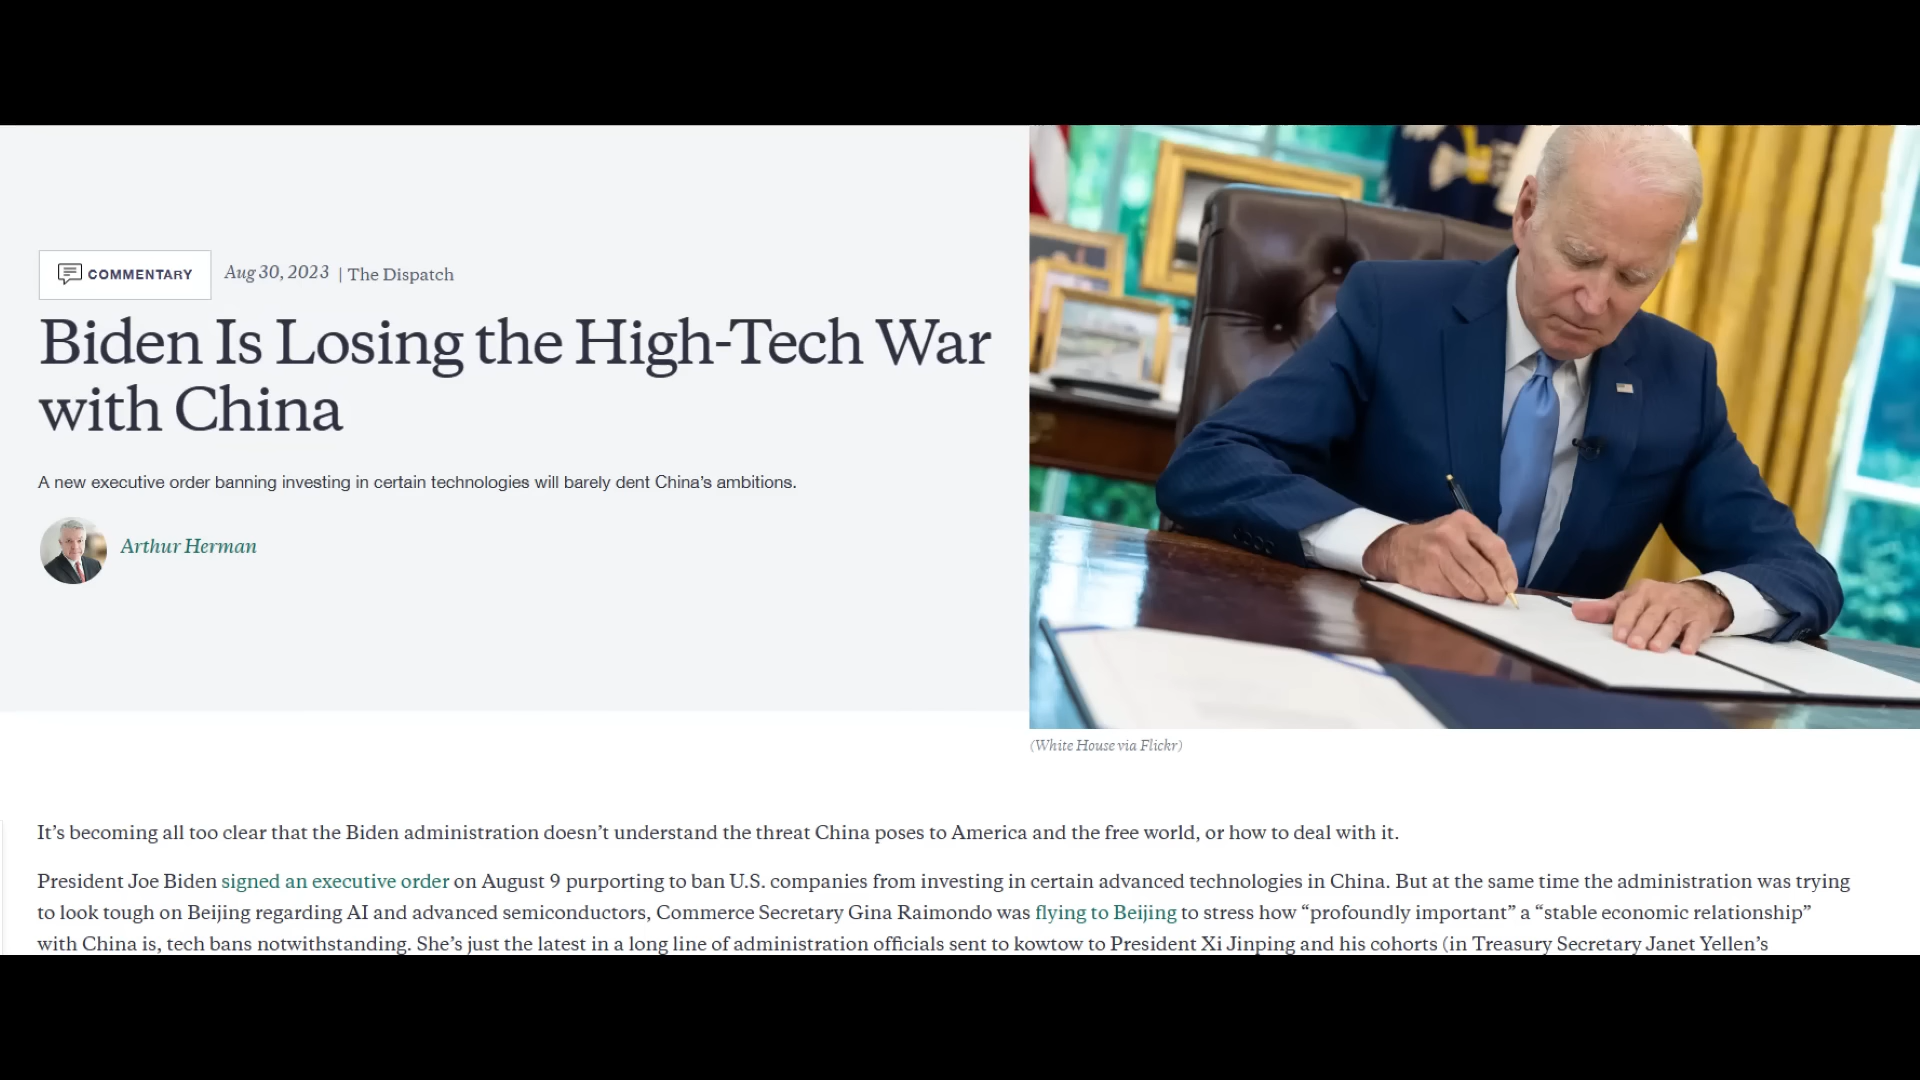 COMMENTARY Aug 30, 2023 | The Dispatch
Biden Is Losing the High-Tech War
with China
A new executive order banning investing in certain technologies will barely dent China’s ambitions.
Arthur Herman
(White House via Flickr)
It’s becoming all too clear that the Biden administration doesn’t understand the threat China poses to America and the free world, or how to deal with it.
President Joe Biden signed an executive order on August 9 purporting to ban U.S. companies from investing in certain advanced technologies in China. But at the same time the administration was trying
to look tough on Beijing regarding AI and advanced semiconductors, Commerce Secretary Gina Raimondo was flying to Beijing to stress how “profoundly important” a “stable economic relationship”
with China is, tech bans notwithstanding. She’s just the latest in a long line of administration officials sent to kowtow to President Xi Jinping and his cohorts (in Treasury Secretary Janet Yellen’s